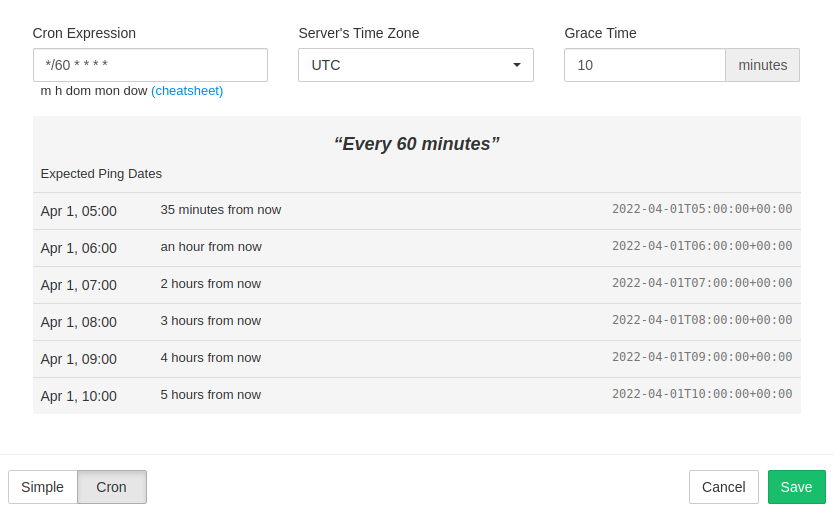 Cron Expression Server's Time Zone Grace Time
*/60 * * * * UTC 10 minutes
m h dom mon dow (cheatsheet)
“Every 60 minutes”
Expected Ping Dates
Apr 1, 05:00 35 minutes from now 2022-04-01T05:00:00+00:00
Apr 1, 06:00 an hour from now 2022-04-01T06:00:00+00:00
Apr 1, 07:00 2 hours from now 2022-04-01T07:00:00+00:00
Apr 1, 08:00 3 hours from now 2022-04-01T08:00:00+00:00
Apr 1, 09:00 4 hours from now 2022-04-01T09:00:00+00:00
Apr 1, 10:00 5 hours from now 2022-04-01T10:00:00+00:00
Simple Cron Cancel Save